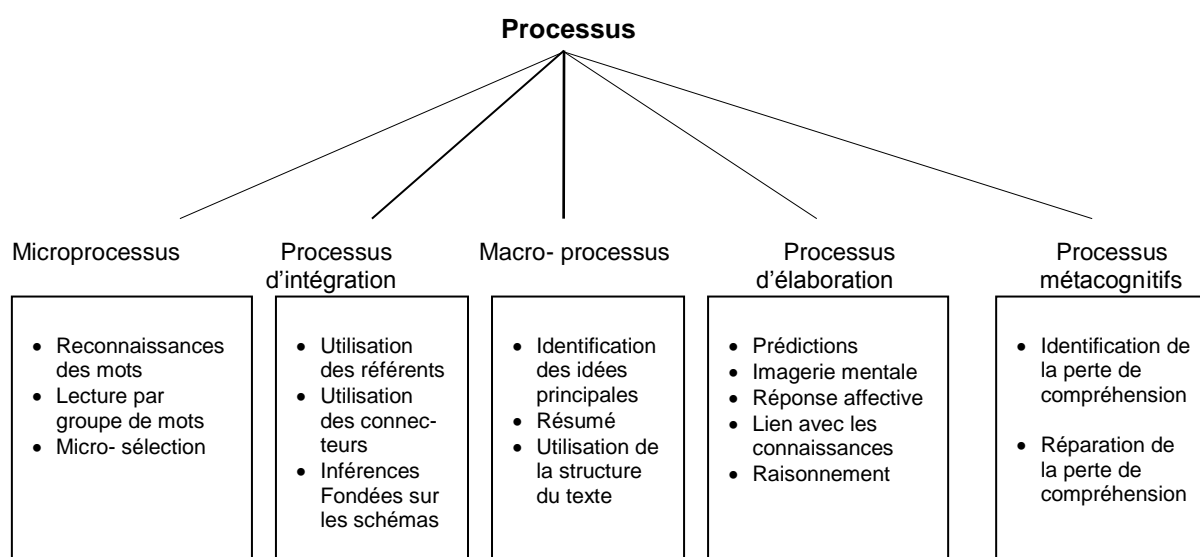 Processus
Microprocessus
Processus
d'intégration
Macro- processus
Processus
d'élaboration
Processus
métacognitifs
• Reconnaissances
des mots
• Lecture par
groupe de mots
• Micro- sélection
• Utilisation
des référents
• Utilisation
des connec-
teurs
• Inférences
Fondées sur
les schémas
• Identification
des idées
principales
• Résumé
• Utilisation de
la structure
du texte
• Prédictions
• Imagerie mentale
• Réponse affective
• Lien avec les
connaissances
• Raisonnement
• Identification de
la perte de
compréhension
• Réparation de
la perte de
compréhension